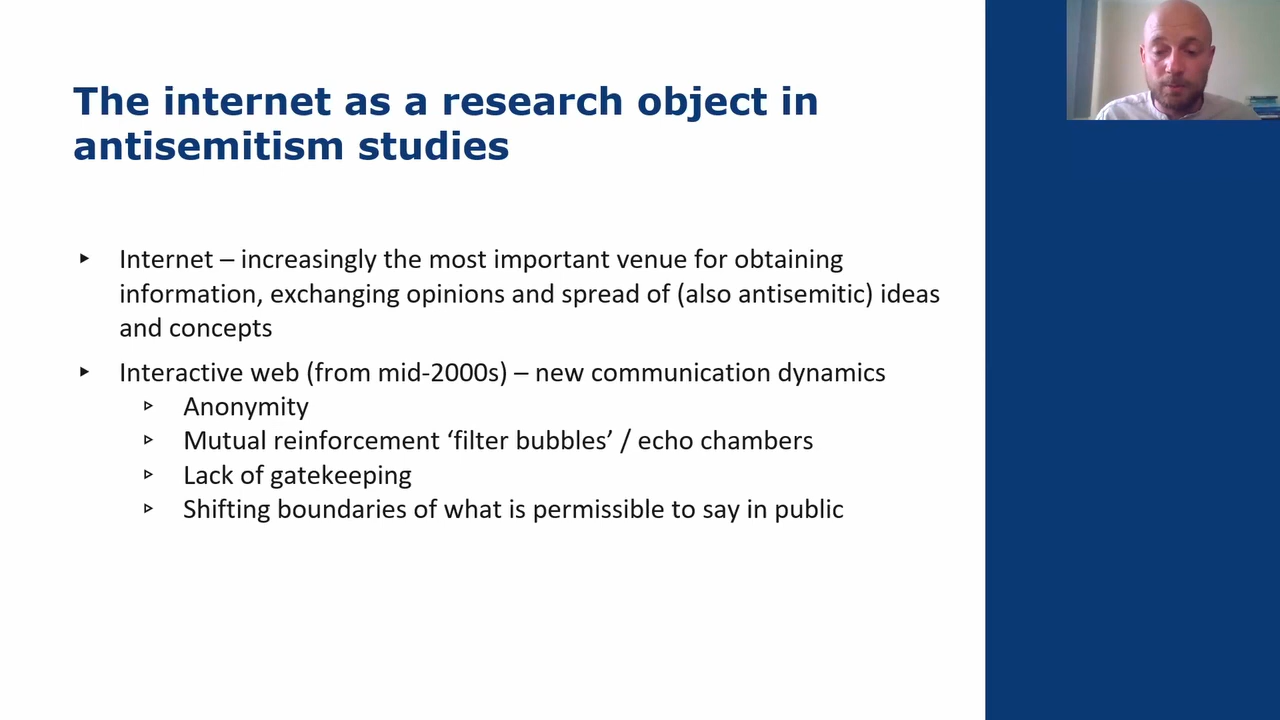 The internet as a research object in
antisemitism studies
‣ Internet – increasingly the most important venue for obtaining
information, exchanging opinions and spread of (also antisemitic) ideas
and concepts
‣ Interactive web (from mid-2000s) – new communication dynamics
▹ Anonymity
▹ Mutual reinforcement ‘filter bubbles’ / echo chambers
▹ Lack of gatekeeping
▹ Shifting boundaries of what is permissible to say in public